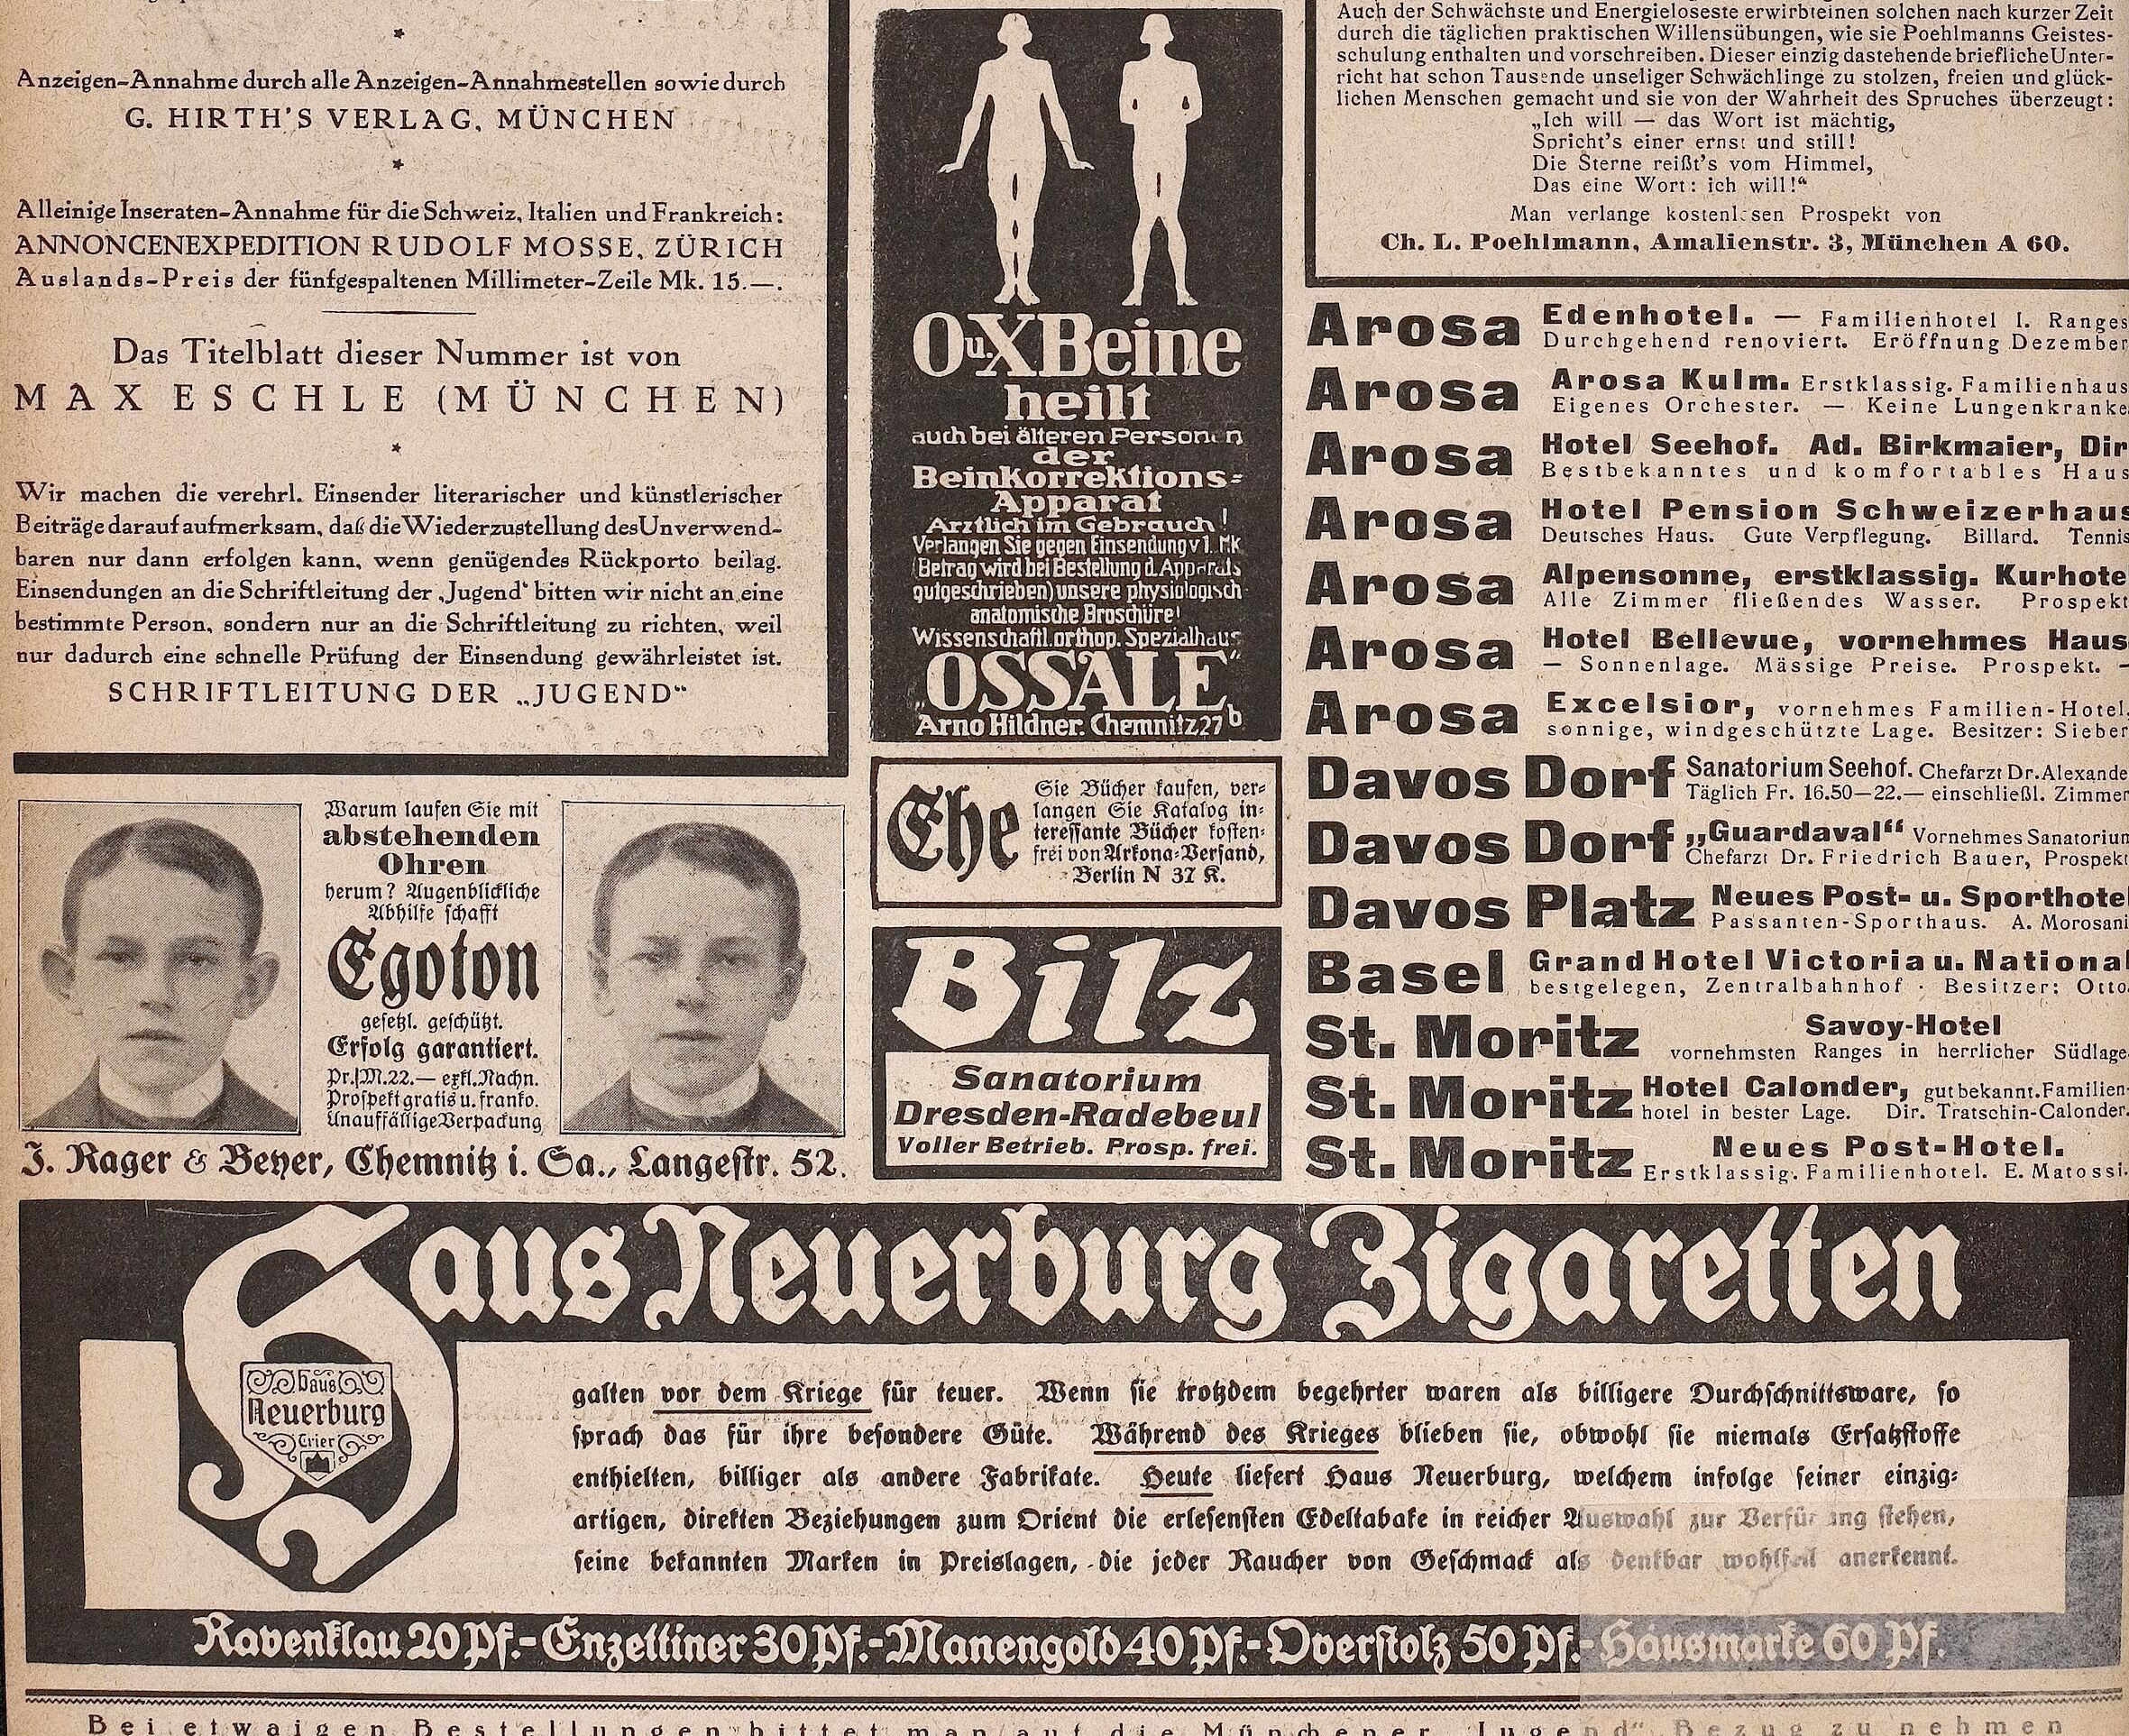 Anzeigen-Annahme durch alle Anzeigen-Annahmestellen sowie durch
G. HIRTH'S VERLAG, MÜNCHEN
Alleinige Inseraten-Annahme für die Schweiz, Italien und Frankreich:
ANNONCENEXPEDITION RUDOLF MOSSE, ZÜRICH
Auslands-Preis der fünfgespaltenen Millimeter-Zeile Mk. 15.—.
Das Titelblatt dieser Nummer ist von
MAX ESCHLE (MÜNCHEN)
Wir machen die verehrl. Einsender literarischer und künstlerischer
Beiträge darauf aufmerksam, daß die Wiederzustellung des Unverwend-
baren nur dann erfolgen kann, wenn genügendes Rückporto beilag.
Einsendungen an die Schriftleitung der „Jugend“ bitten wir nicht an eine
bestimmte Person, sondern nur an die Schriftleitung zu richten, weil
nur dadurch eine schnelle Prüfung der Einsendung gewährleistet ist.
SCHRIFTLEITUNG DER „JUGEND“
Warum laufen Sie mit
abstehenden
Ohren
herum? Augenblickliche
Abhilfe schafft
Egoton
gesetzl. geschützt.
Erfolg garantiert.
Pr. M. 22.— exkl. Nachn.
Prospekt gratis u. franko.
Unauffällige Verpackung
J. Rager & Beyer, Chemnitz i. Sa., Langestr. 52.
O u. X Beine
heilt
auch bei älteren Personen
der
Beinkorrektions-
Apparat
Arztlich im Gebrauch!
Verlangen Sie gegen Einsendung v 1. Mk
(Betrag wird bei Bestellung d. Apparats
gutgeschrieben) unsere physiologisch
anatomische Broschüre!
Wissenschaftl. orthop. Spezialhaus
„OSSALE“
Arno Hildner. Chemnitz 27 b
Ehe
Sie Bücher kaufen, ver-
langen Sie Katalog in-
teressante Bücher kosten-
frei von Arkona-Versand,
Berlin N 37 K.
Bilz
Sanatorium
Dresden-Radebeul
Voller Betrieb. Prosp. frei.
Auch der Schwächste und Energieloseste erwirbt einen solchen nach kurzer Zeit
durch die täglichen praktischen Willensübungen, wie sie Poehlmanns Geistes-
schulung enthalten und vorschreiben. Dieser einzig dastehende briefliche Unter-
richt hat schon Tausende unseliger Schwächlinge zu stolzen, freien und glück-
lichen Menschen gemacht und sie von der Wahrheit des Spruches überzeugt:
„Ich will — das Wort ist mächtig,
Spricht's einer ernst und still!
Die Sterne reißt's vom Himmel,
Das eine Wort: ich will!“
Man verlange kostenlosen Prospekt von
Ch. L. Poehlmann, Amalienstr. 3, München A 60.
Arosa Edenhotel. — Familienhotel I. Ranges
Durchgehend renoviert. Eröffnung Dezember
Arosa Arosa Kulm. Erstklassig. Familienhaus
Eigenes Orchester. — Keine Lungenkranke
Arosa Hotel Seehof. Ad. Birkmaier, Dir
Bestbekanntes und komfortables Haus
Arosa Hotel Pension Schweizerhaus
Deutsches Haus. Gute Verpflegung. Billard. Tennis
Arosa Alpensonne, erstklassig. Kurhote
Alle Zimmer fließendes Wasser. Prospekt
Arosa Hotel Bellevue, vornehmes Haus
— Sonnenlage. Mässige Preise. Prospekt. —
Arosa Excelsior, vornehmes Familien-Hotel,
sonnige, windgeschützte Lage. Besitzer: Sieber
Davos Dorf Sanatorium Seehof. Chefarzt Dr. Alexande
Täglich Fr. 16.50—22.— einschließl. Zimmer
Davos Dorf „Guardaval“ Vornehmes Sanatorium
Chefarzt Dr. Friedrich Bauer, Prospekt
Davos Platz Neues Post- u. Sporthotel
Passanten-Sporthaus. A. Morosani
Basel Grand Hotel Victoria u. National
bestgelegen, Zentralbahnhof · Besitzer: Otto
St. Moritz Savoy-Hotel
vornehmsten Ranges in herrlicher Südlage
St. Moritz Hotel Calonder, gut bekannt. Familien-
hotel in bester Lage. Dir. Tratschin-Calonder.
St. Moritz Neues Post-Hotel.
Erstklassig. Familienhotel. E. Matossi.
Haus Neuerburg Zigaretten
Haus
Neuerburg
Trier
galten vor dem Kriege für teuer. Wenn sie trotzdem begehrter waren als billigere Durchschnittsware, so
sprach das für ihre besondere Güte. Während des Krieges blieben sie, obwohl sie niemals Ersatzstoffe
enthielten, billiger als andere Fabrikate. Heute liefert Haus Neuerburg, welchem infolge seiner einzig-
artigen, direkten Beziehungen zum Orient die erlesensten Edeltabake in reicher Auswahl zur Verfügung stehen,
seine bekannten Marken in Preislagen, die jeder Raucher von Geschmack als denkbar wohlfeil anerkennt.
Ravenklau 20 Pf.-Enzettiner 30 Pf.-Manengold 40 Pf.-Overstolz 50 Pf.-Hausmarke 60 Pf.
Bei etwaigen Bestellungen bittet man auf die Münchener „Jugend“ Bezug zu nehmen